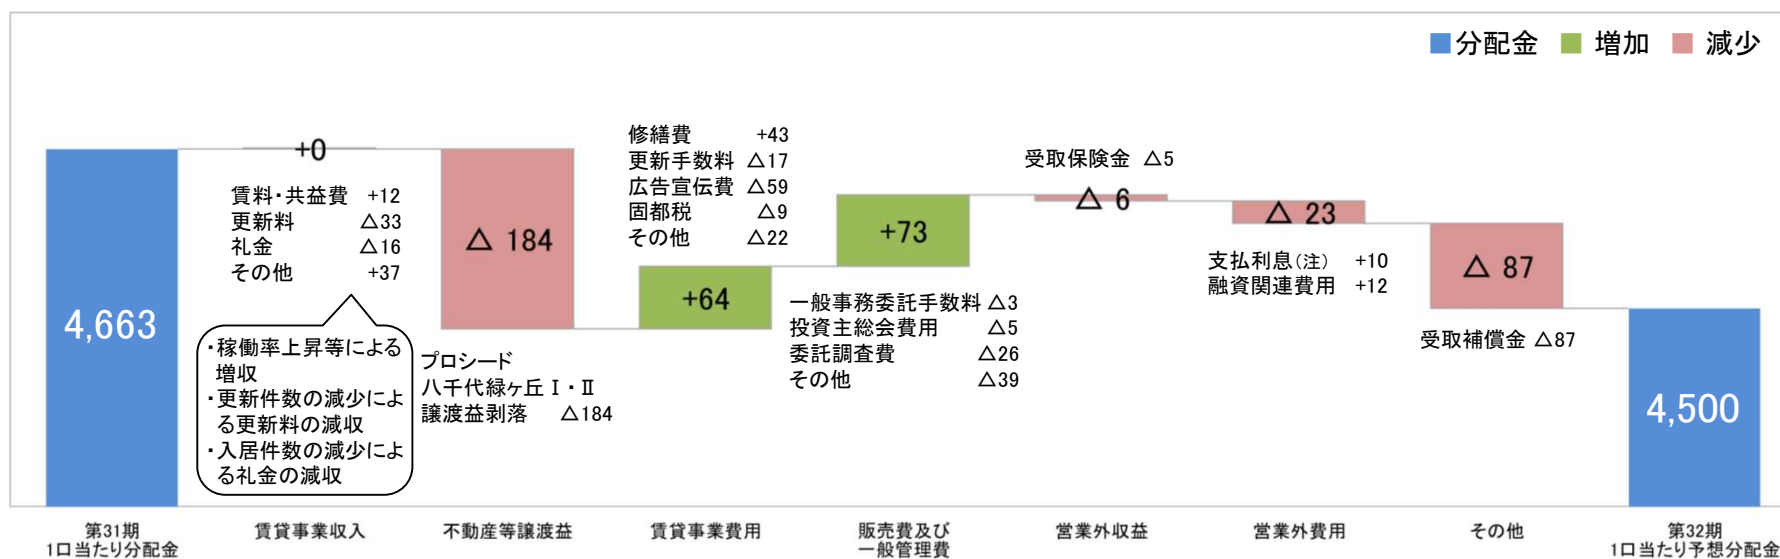 分配金 増加 減少
4,663
+0
賃料・共益費 +12
更新料 △33
礼金 △16
その他 +37
・稼働率上昇等による
増収
・更新件数の減少によ
る更新料の減収
・入居件数の減少によ
る礼金の減収
△ 184
プロシード
八千代緑ヶ丘Ⅰ・Ⅱ
譲渡益剥落 △184
修繕費 +43
更新手数料 △17
広告宣伝費 △59
固都税 △9
その他 △22
+64
+73
一般事務委託手数料 △3
投資主総会費用 △5
委託調査費 △26
その他 △39
受取保険金 △5
△ 6
△ 23
支払利息(注) +10
融資関連費用 +12
△ 87
受取補償金 △87
4,500
第31期
1口当たり分配金
賃貸事業収入
不動産等譲渡益
賃貸事業費用
販売費及び
一般管理費
営業外収益
営業外費用
その他
第32期
1口当たり予想分配金